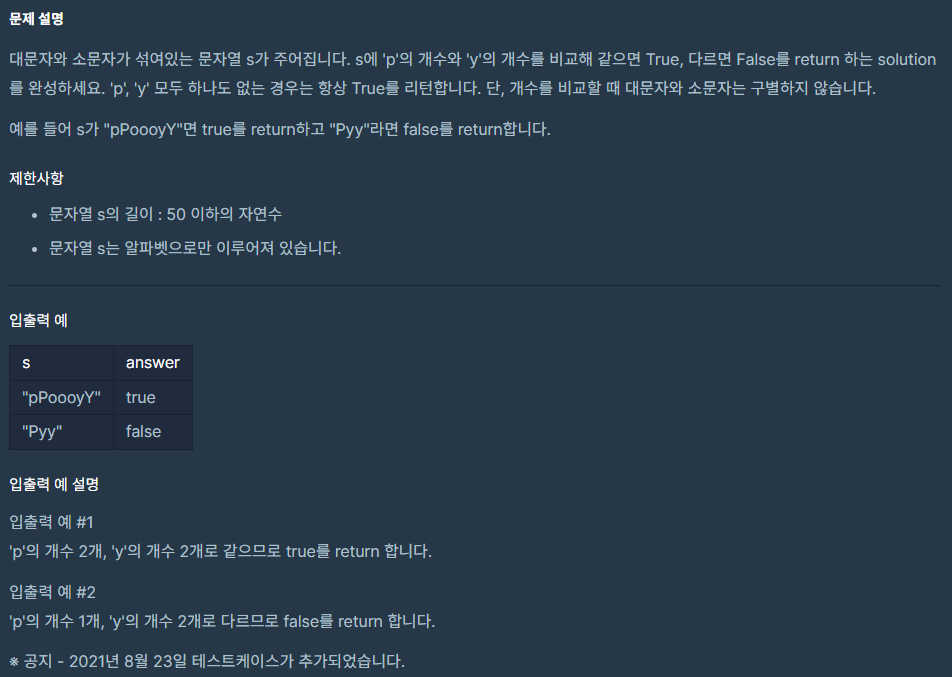 문제 설명
대문자와 소문자가 섞여있는 문자열 s가 주어집니다. s에 'p'의 개수와 'y'의 개수를 비교해 같으면 True, 다르면 False를 return 하는 solution
를 완성하세요. 'p', 'y' 모두 하나도 없는 경우는 항상 True를 리턴합니다. 단, 개수를 비교할 때 대문자와 소문자는 구별하지 않습니다.
예를 들어 s가 "pPoooyY"면 true를 return하고 "Pyy"라면 false를 return합니다.
제한사항
• 문자열 s의 길이 : 50 이하의 자연수
• 문자열 s는 알파벳으로만 이루어져 있습니다.
입출력 예
s answer
"pPoooyY" true
"Pyy" false
입출력 예 설명
입출력 예 #1
'p'의 개수 2개, 'y'의 개수 2개로 같으므로 true를 return 합니다.
입출력 예 #2
'p'의 개수 1개, 'y'의 개수 2개로 다르므로 false를 return 합니다.
※ 공지 - 2021년 8월 23일 테스트케이스가 추가되었습니다.